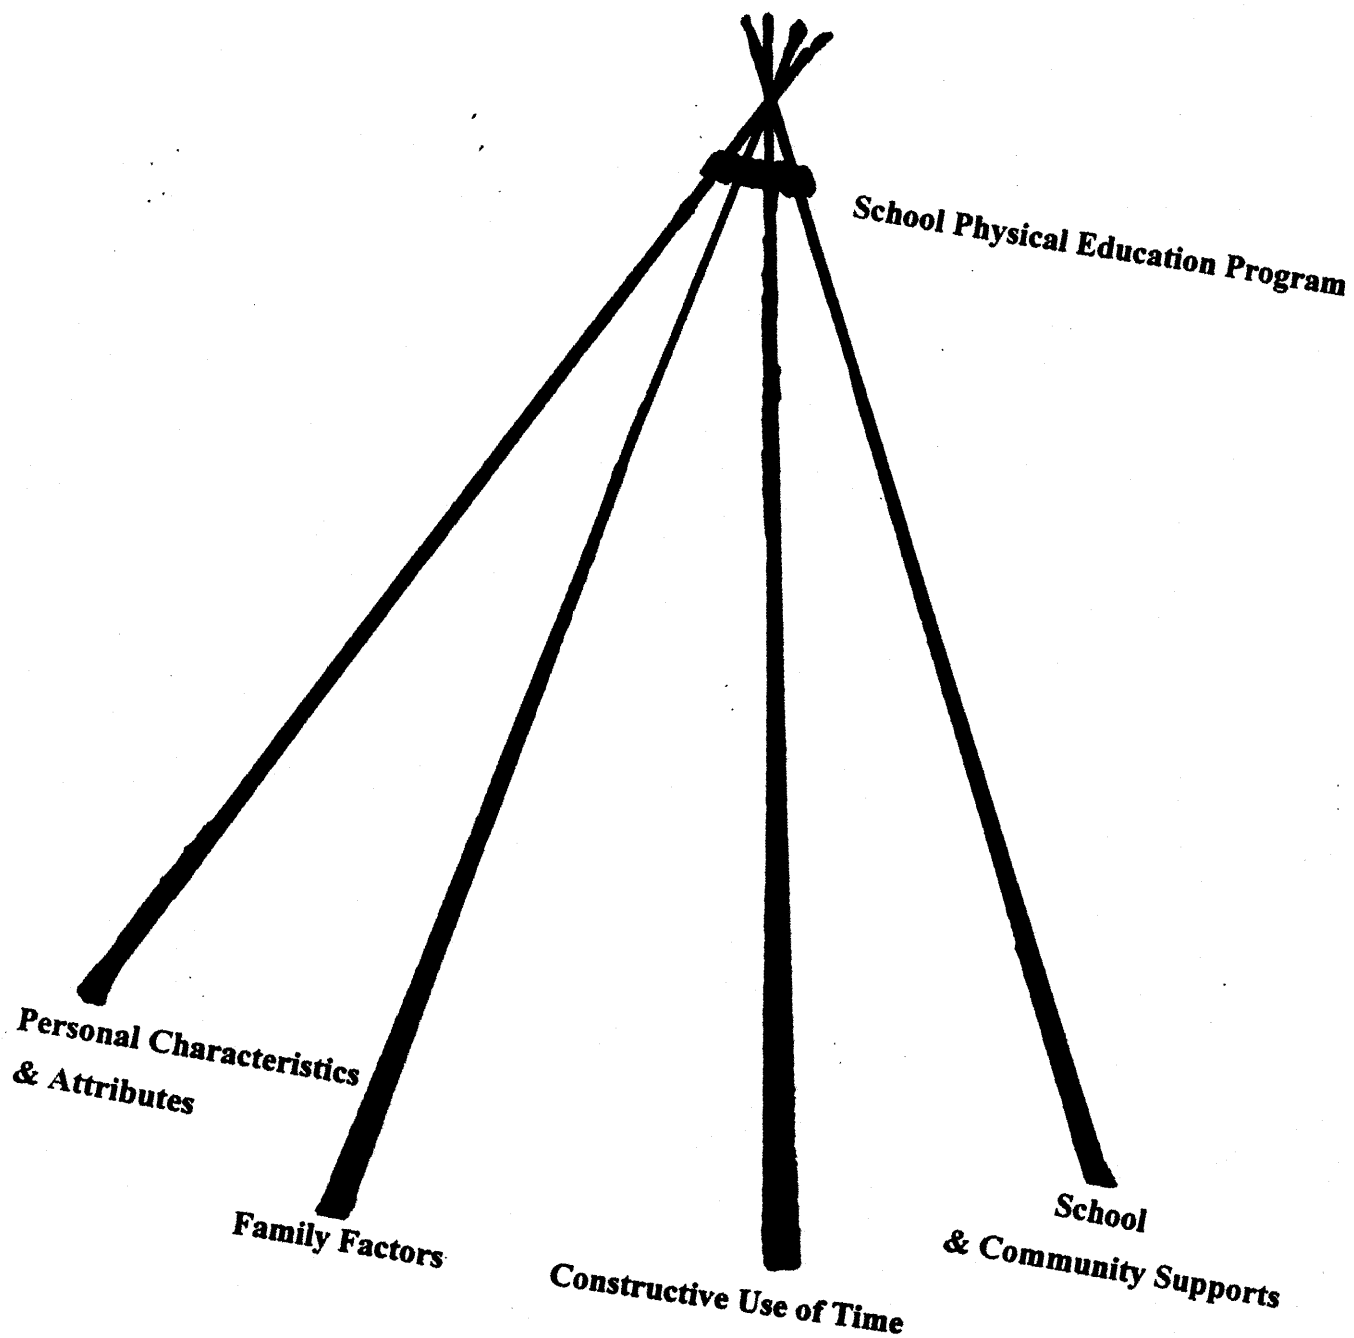 School Physical Education Program
Personal Characteristics
& Attributes
Family Factors
Constructive Use of Time
School
& Community Supports